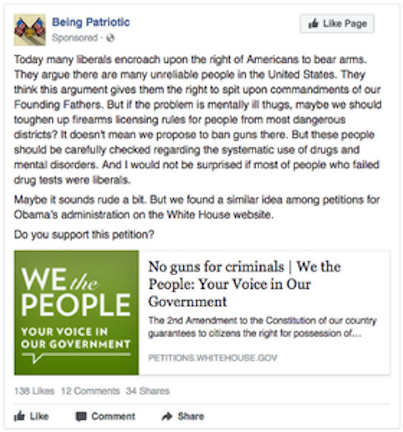 Being Patriotic
Like Page
Sponsored ·
Today many liberals encroach upon the right of Americans to bear arms.
They argue there are many unreliable people in the United States. They
think this argument gives them the right to spit upon commandments of our
Founding Fathers. But if the problem is mentally ill thugs, maybe we should
toughen up firearms licensing rules for people from most dangerous
districts? It doesn't mean we propose to ban guns there. But these people
should be carefully checked regarding the systematic use of drugs and
mental disorders. And I would not be surprised if most of people who failed
drug tests were liberals.
Maybe it sounds rude a bit. But we found a similar idea among petitions for
Obama's administration on the White House website.
Do you support this petition?
WE the
PEOPLE
YOUR VOICE IN
OUR GOVERNMENT
No guns for criminals | We the
People: Your Voice in Our
Government
The 2nd Amendment to the Constitution of our country
guarantees to citizens the right for possession of...
PETITIONS.WHITEHOUSE.GOV
138 Likes 12 Comments 34 Shares
Like Comment Share